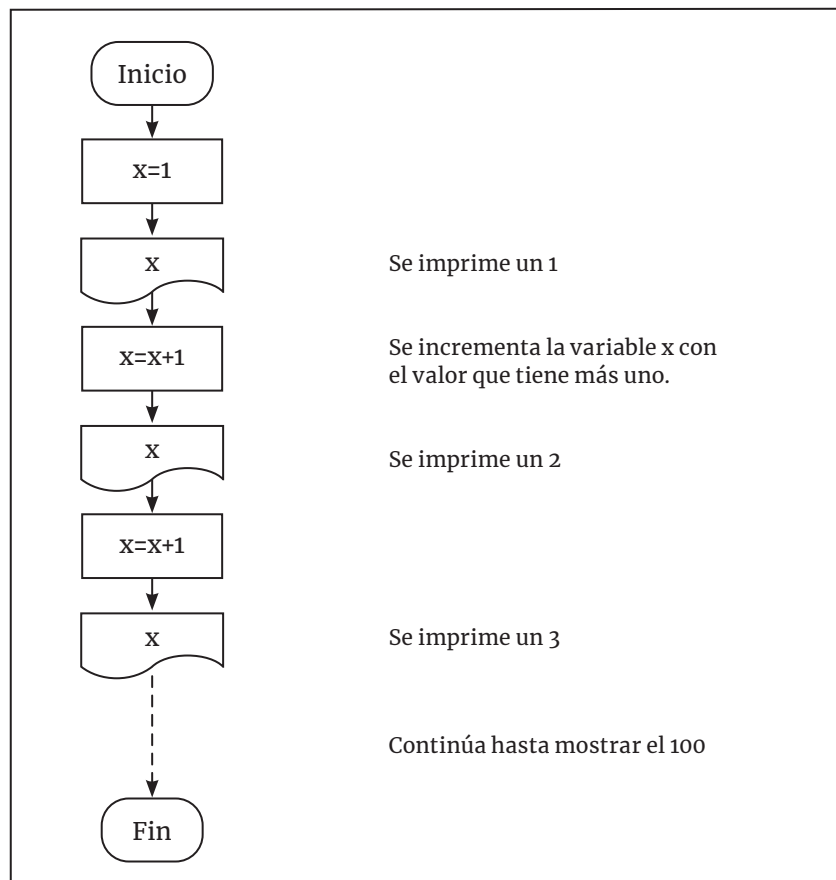 Inicio
x=1
x
Se imprime un 1
x=x+1
Se incrementa la variable x con
el valor que tiene más uno.
x
Se imprime un 2
x=x+1
x
Se imprime un 3
Continúa hasta mostrar el 100
Fin